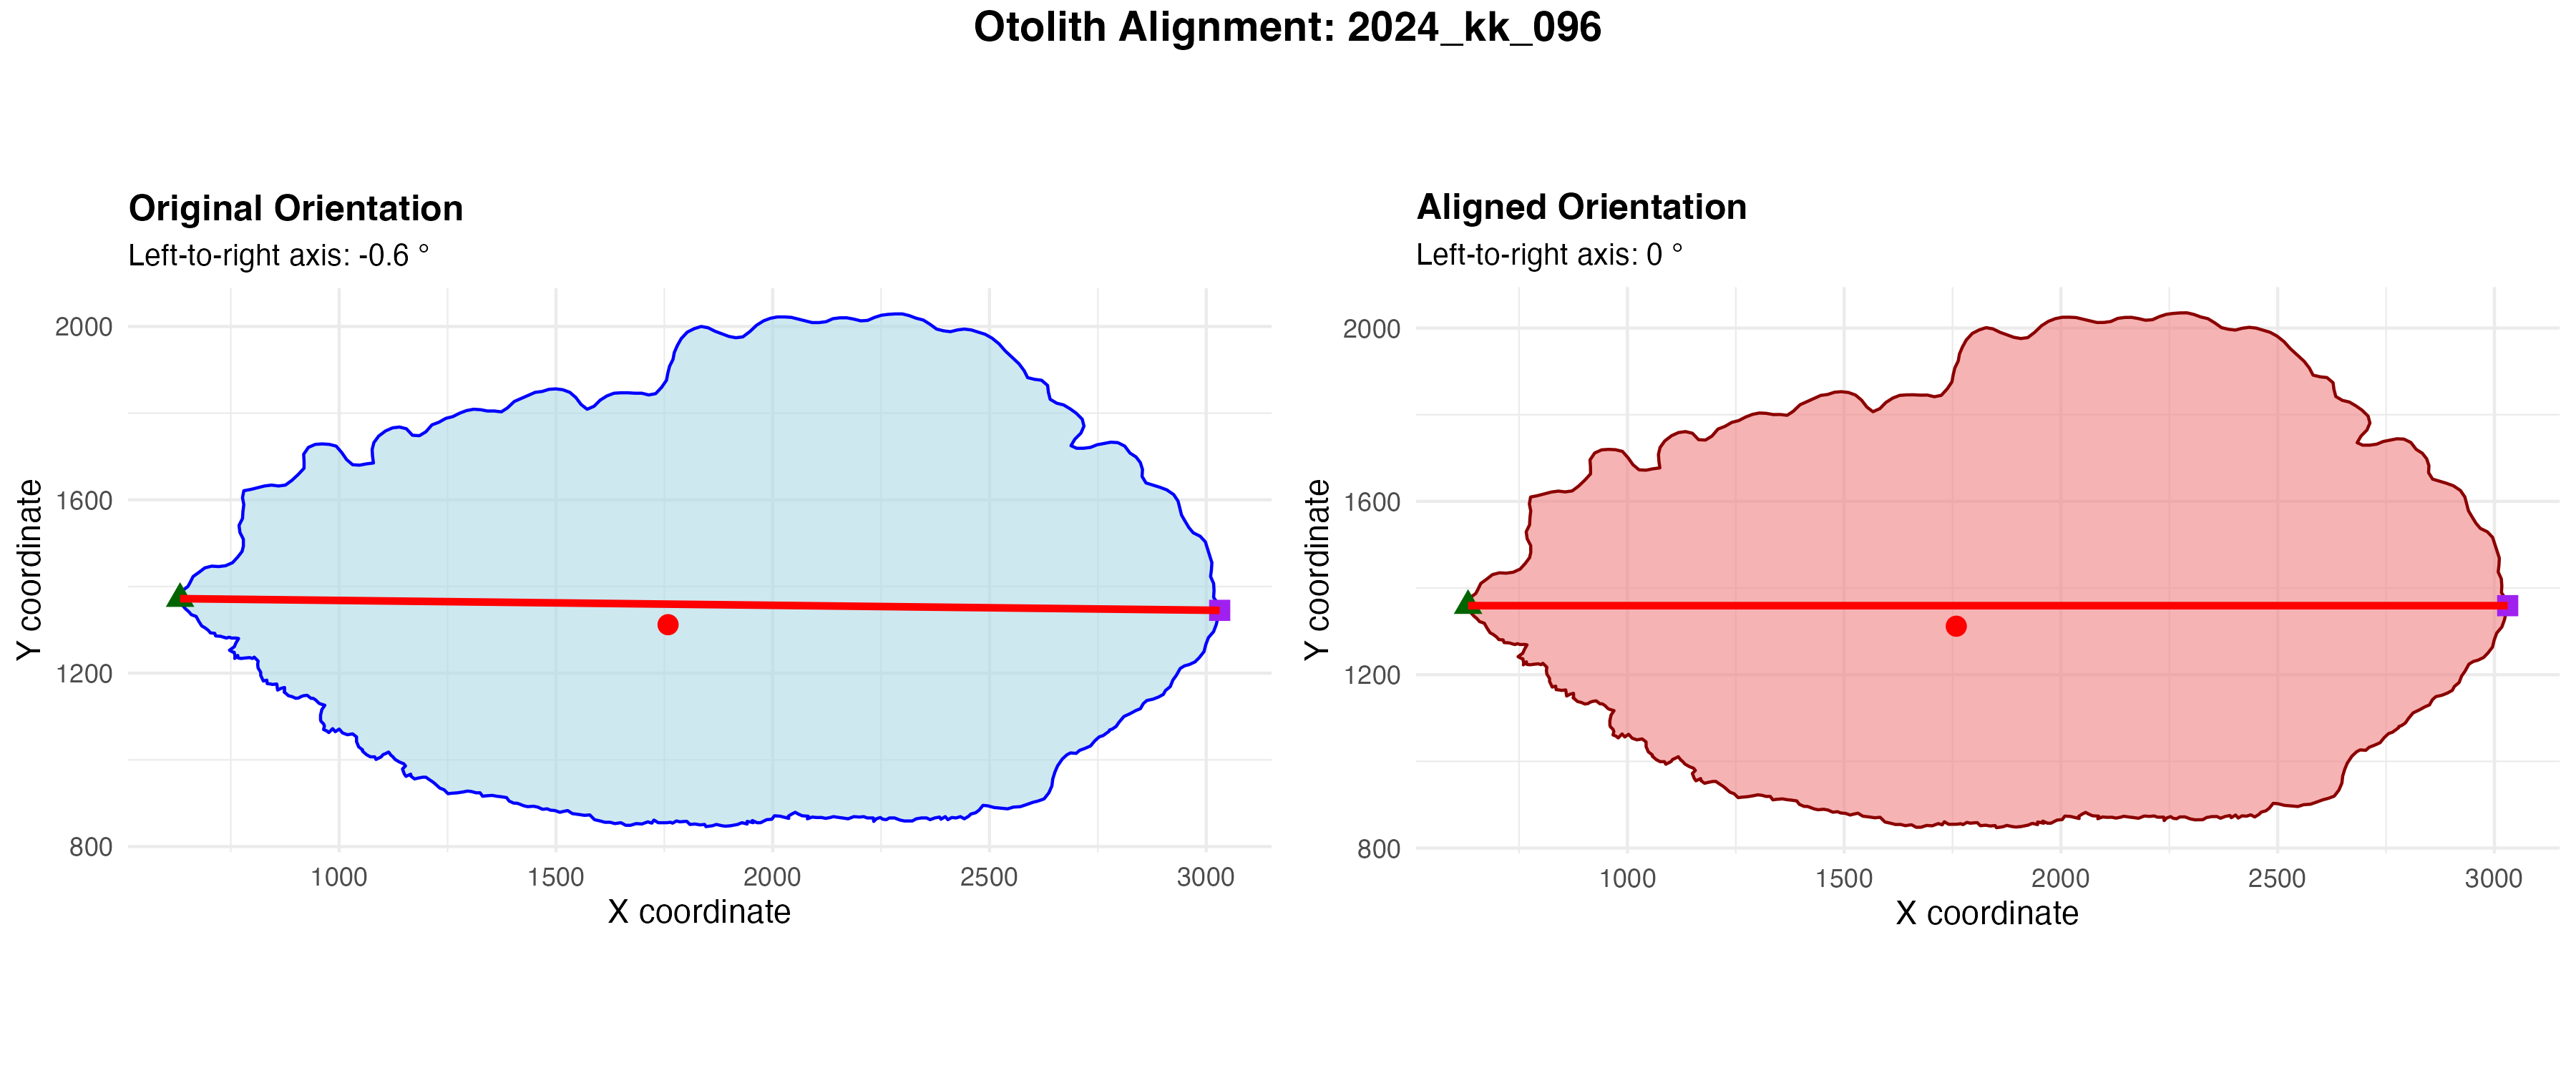 Otolith Alignment: 2024_kk_096
Original Orientation
Left-to-right axis: -0.6 °
2000
1600
1200
800
Y coordinate
1000 1500 2000 2500 3000
X coordinate
Aligned Orientation
Left-to-right axis: 0 °
2000
1600
1200
800
Y coordinate
1000 1500 2000 2500 3000
X coordinate